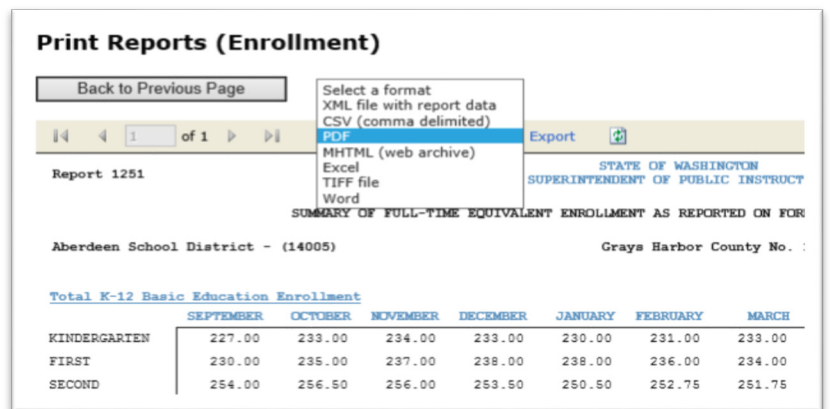 Print Reports (Enrollment)
Back to Previous Page
Select a format
XML file with report data
CSV (comma delimited)
PDF
MHTML (web archive)
Excel
TIFF file
Word
1 of 1
Export
Report 1251
STATE OF WASHINGTON
SUPERINTENDENT OF PUBLIC INSTRUCT
SUMMARY OF FULL-TIME EQUIVALENT ENROLLMENT AS REPORTED ON FOR
Aberdeen School District - (14005) Grays Harbor County No.
Total K-12 Basic Education Enrollment
SEPTEMBER OCTOBER NOVEMBER DECEMBER JANUARY FEBRUARY MARCH
KINDERGARTEN 227.00 233.00 234.00 233.00 230.00 231.00 233.00
FIRST 230.00 235.00 237.00 238.00 238.00 236.00 234.00
SECOND 254.00 256.50 256.00 253.50 250.50 252.75 251.75